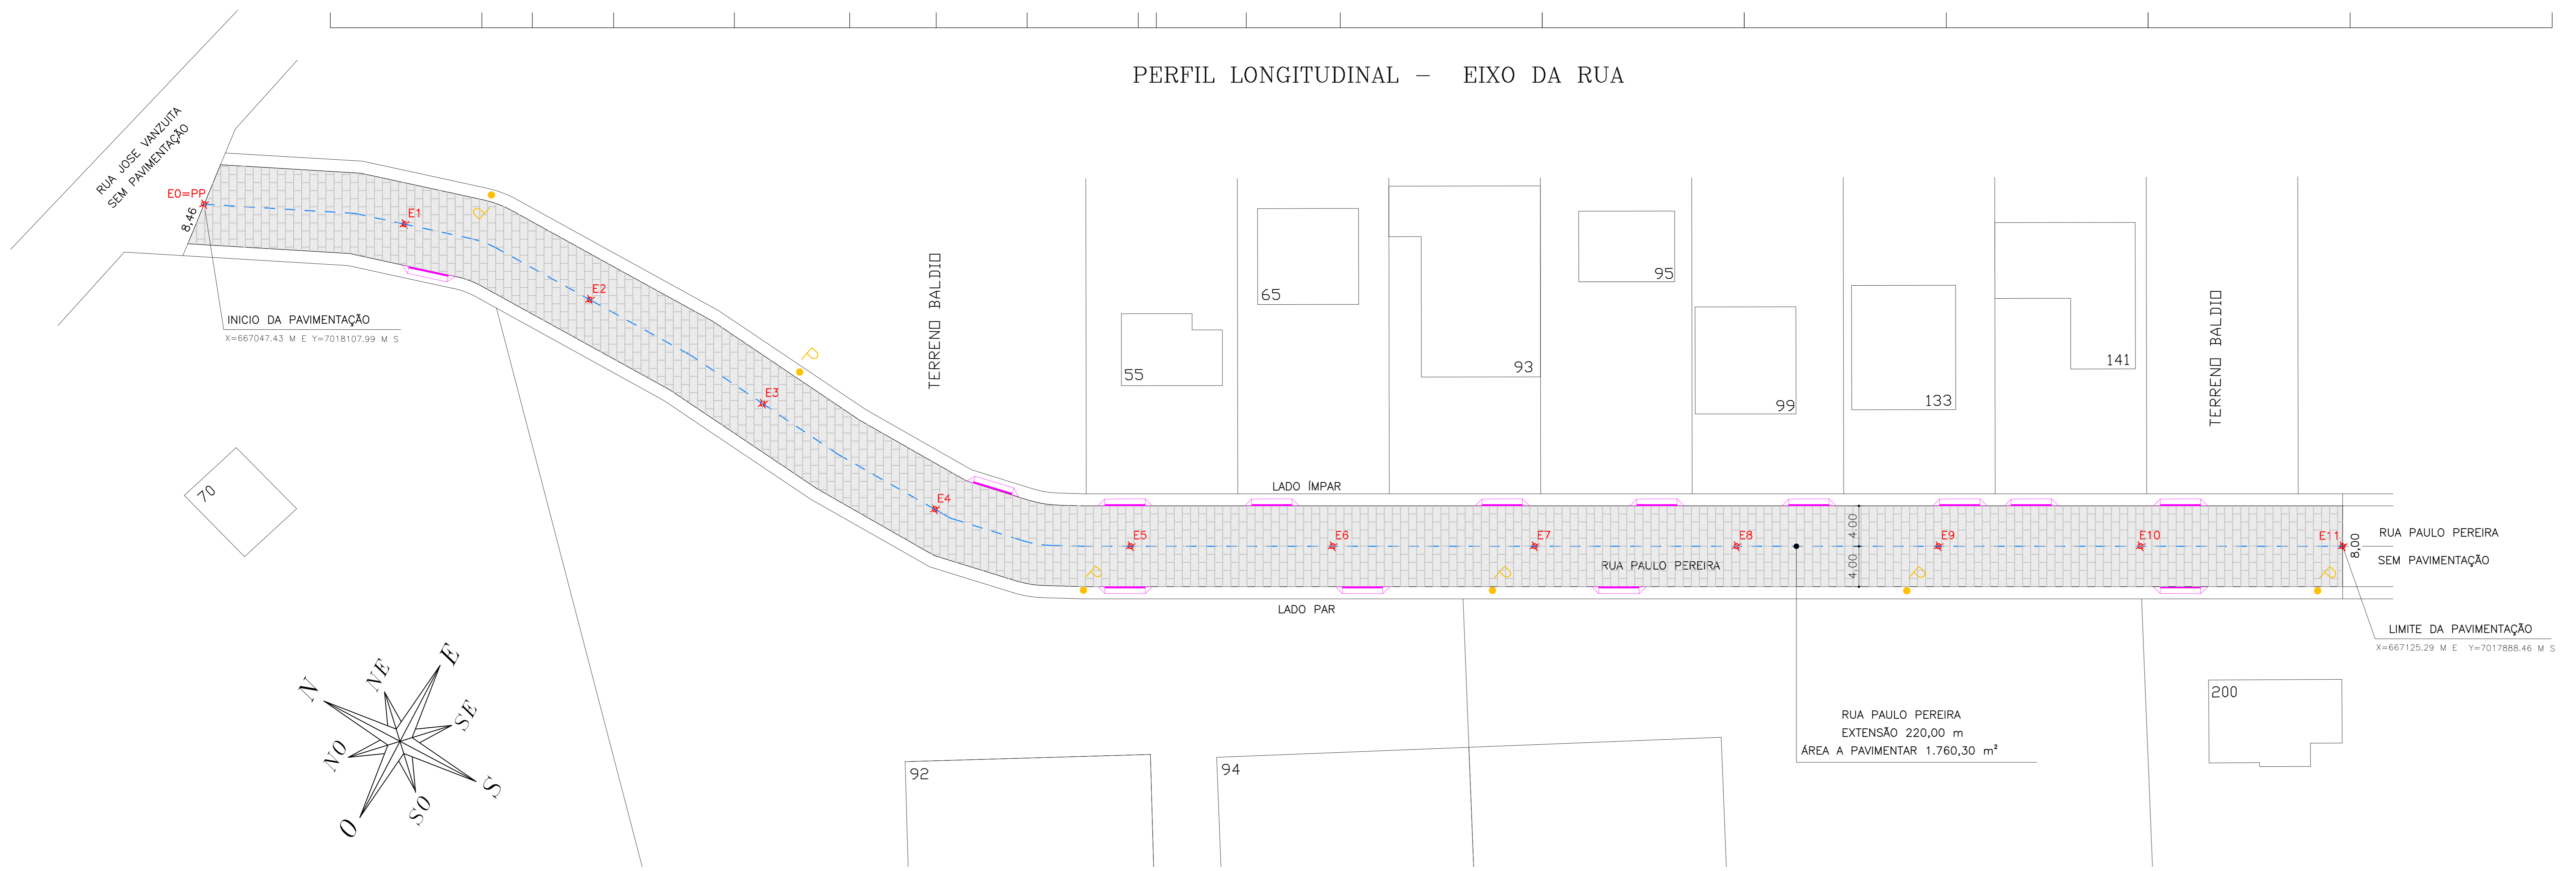 PERFIL LONGITUDINAL - EIXO DA RUA
RUA JOSE VANZUITA
SEM PAVIMENTAÇÃO
E0=PP
8,46
E1
P
E2
INICIO DA PAVIMENTAÇÃO
X=667047.43 M E Y=7018107.99 M S
P
E3
TERRENO BALDIO
E4
55
65
93
95
99
133
141
TERRENO BALDIO
70
LADO ÍMPAR
E5
E6
E7
E8
E9
E10
E11
4.00
4,00
8,00
RUA PAULO PEREIRA
SEM PAVIMENTAÇÃO
RUA PAULO PEREIRA
P
P
P
P
LADO PAR
LIMITE DA PAVIMENTAÇÃO
X=667125.29 M E Y=7017888.46 M S
N
NE
E
SE
S
SO
O
NO
92
94
RUA PAULO PEREIRA
EXTENSÃO 220,00 m
ÁREA A PAVIMENTAR 1.760,30 m²
200